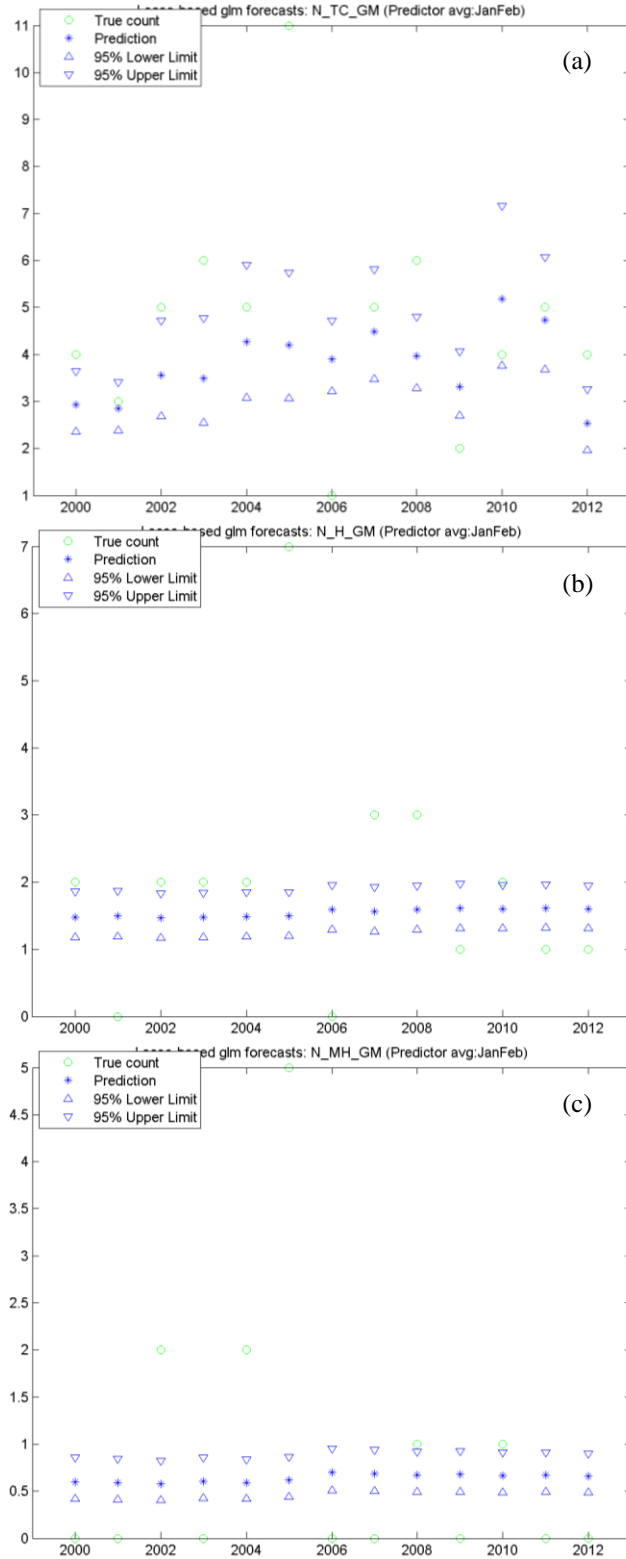 based glm forecasts: N_TC_GM (Predictor avg:JanFeb)
True count
Prediction
95% Lower Limit
95% Upper Limit
(a)
11
10
9
8
7
6
5
4
3
2
1
2000 2002 2004 2006 2008 2010 2012
based glm forecasts: N_H_GM (Predictor avg:JanFeb)
True count
Prediction
95% Lower Limit
95% Upper Limit
(b)
7
6
5
4
3
2
1
0
2000 2002 2004 2006 2008 2010 2012
based glm forecasts: N_MH_GM (Predictor avg:JanFeb)
True count
Prediction
95% Lower Limit
95% Upper Limit
(c)
5
4.5
4
3.5
3
2.5
2
1.5
1
0.5
0
2000 2002 2004 2006 2008 2010 2012